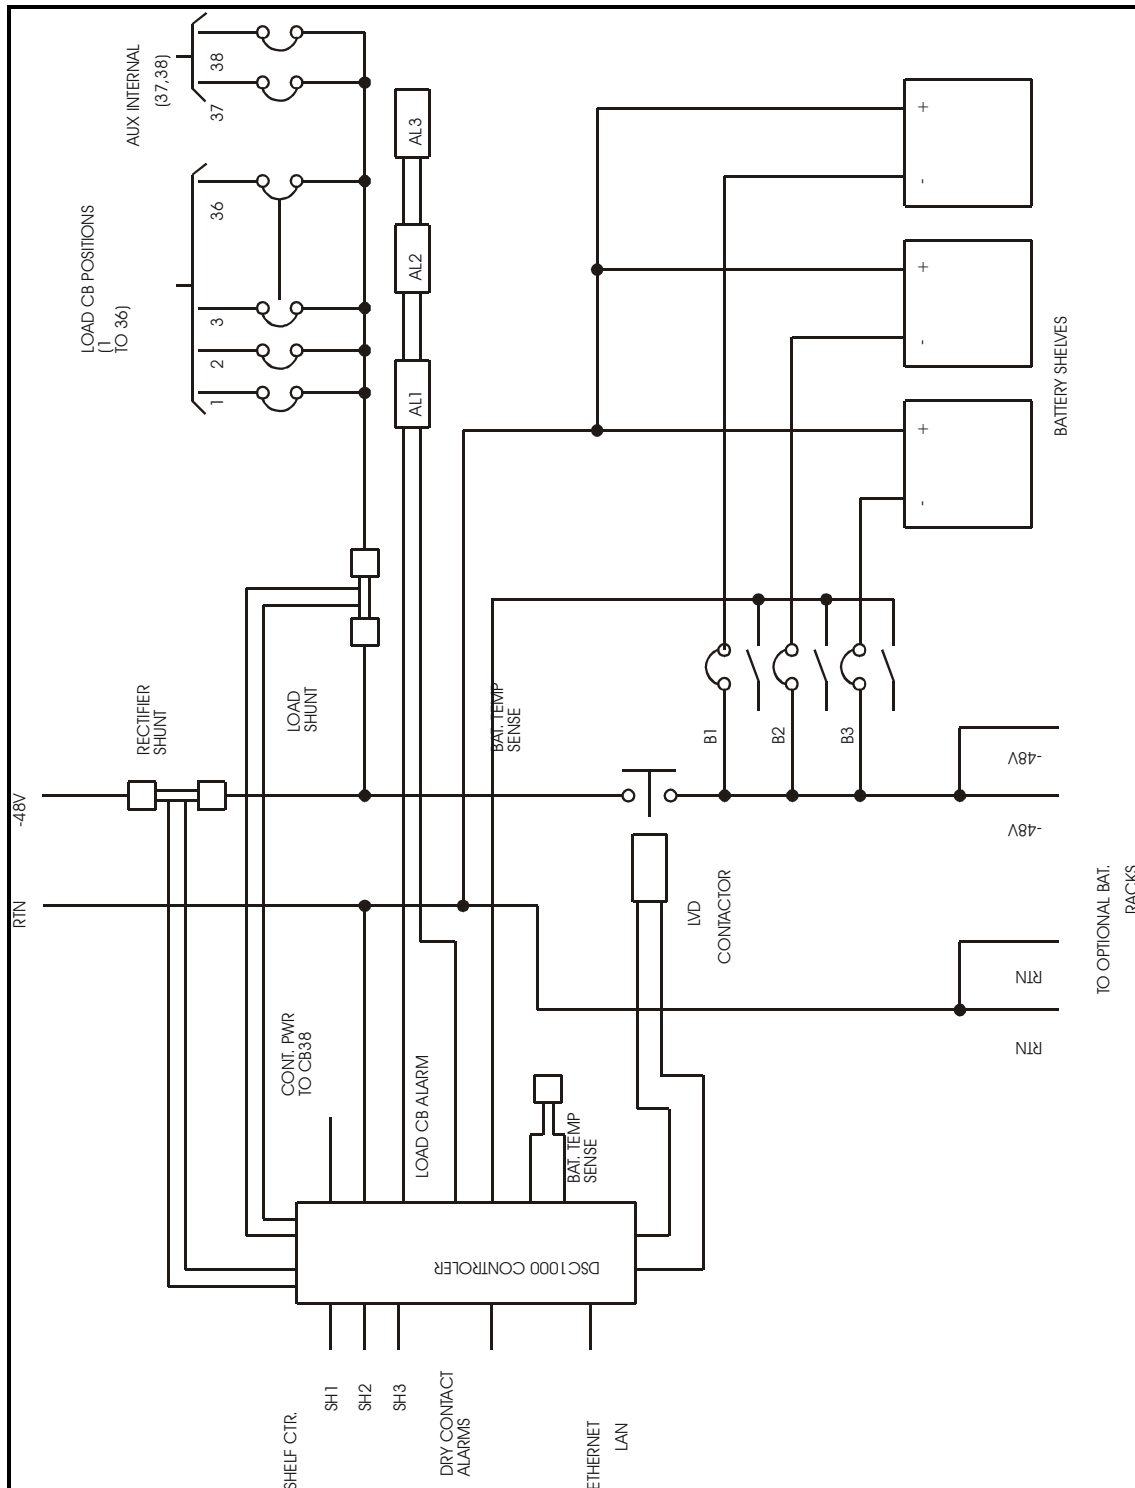 AUX INTERNAL
(37,38)
38
37
LOAD CB POSITIONS
(1
TO 36)
36
3
2
1
AL3
AL2
AL1
+
-
+
-
+
-
BATTERY SHELVES
RECTIFIER
SHUNT
LOAD
SHUNT
BAT. TEMP
SENSE
B1
B2
B3
-48V
-48V
-48V
RTN
LVD
CONTACTOR
TO OPTIONAL BAT.
RACKS
RTN
RTN
CONT. PWR
TO CB38
LOAD CB ALARM
BAT. TEMP
SENSE
DSC1000 CONTROLER
SHELF CTR.
SH1
SH2
SH3
DRY CONTACT
ALARMS
ETHERNET
LAN